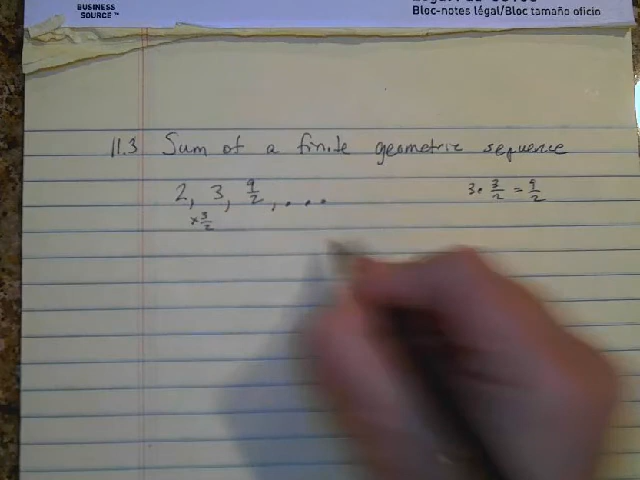 BUSINESS
SOURCE™
Bloc-notes légal/Bloc tamaño oficio
11.3 Sum of a finite geometric sequence
2, 3, 9/2, . . . 3 · 3/2 = 9/2
×3/2